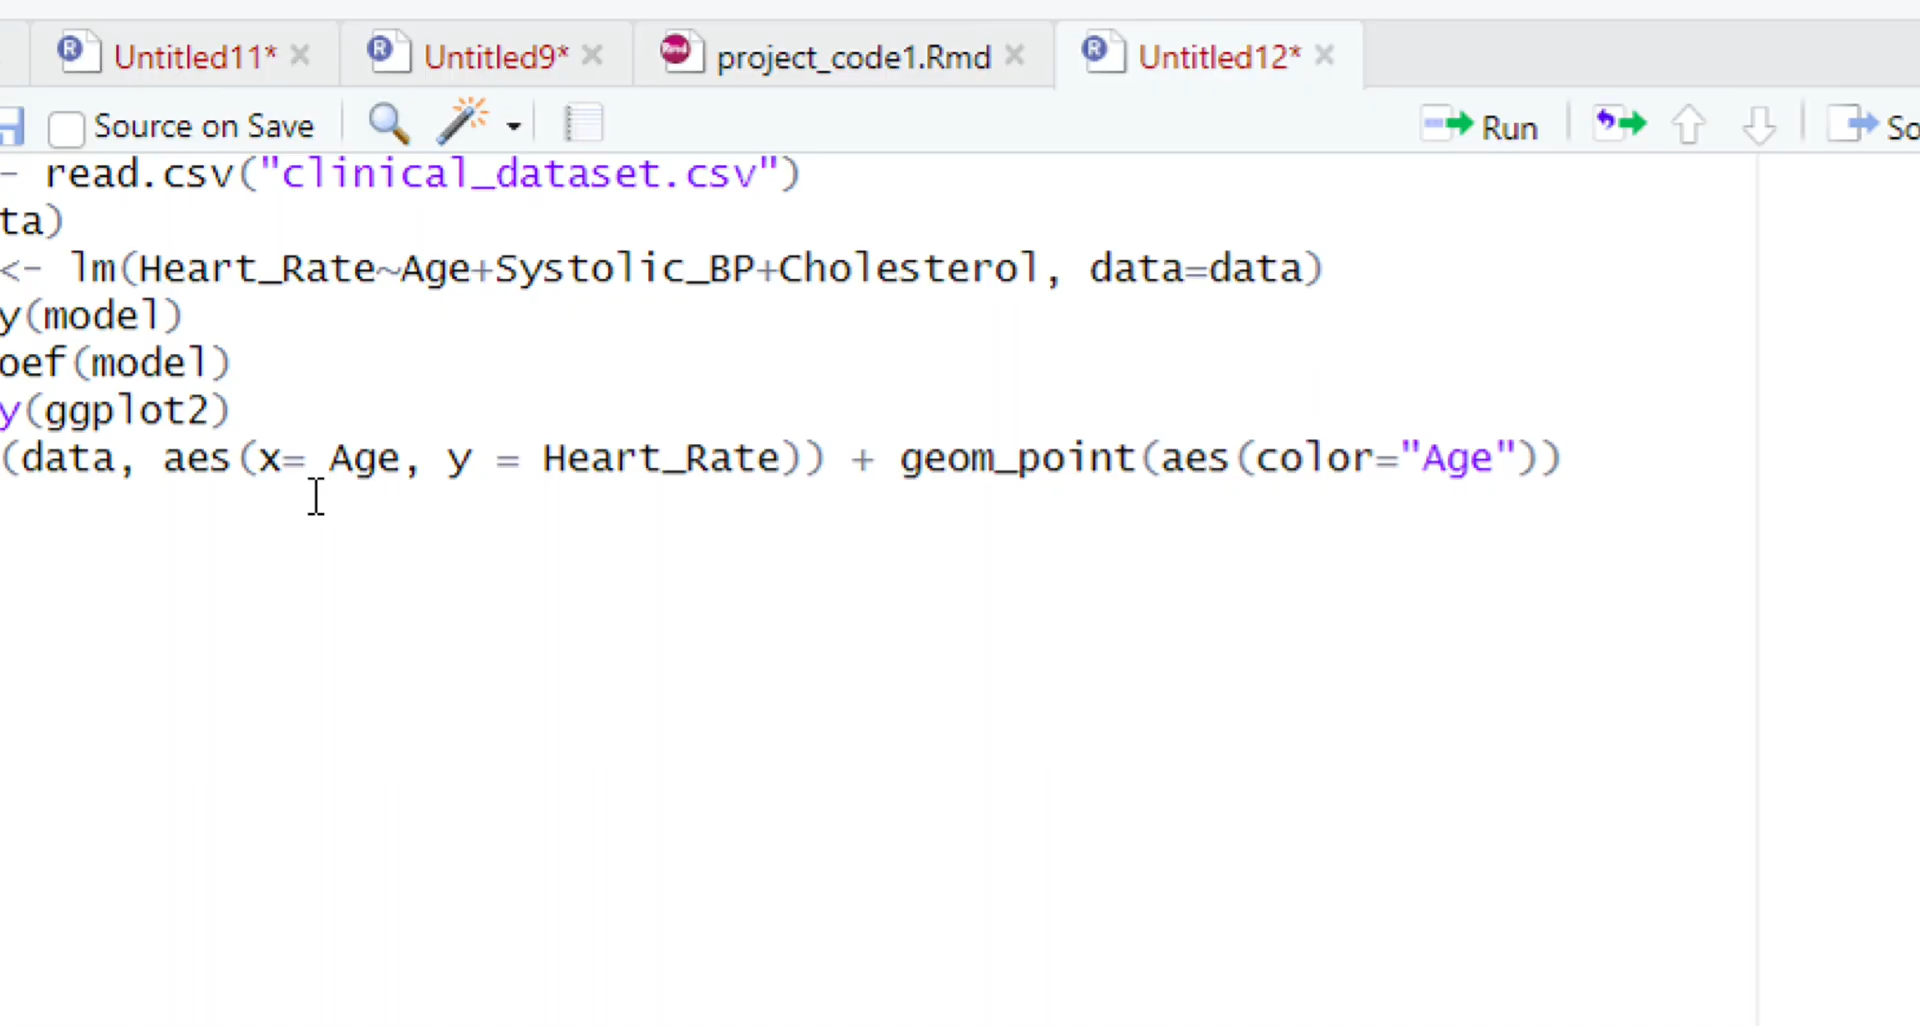 Untitled11* Untitled9* project_code1.Rmd Untitled12*
Source on Save Run So
- read.csv("clinical_dataset.csv")
ta)
<- lm(Heart_Rate~Age+Systolic_BP+Cholesterol, data=data)
y(model)
oef(model)
y(ggplot2)
(data, aes(x= Age, y = Heart_Rate)) + geom_point(aes(color="Age"))